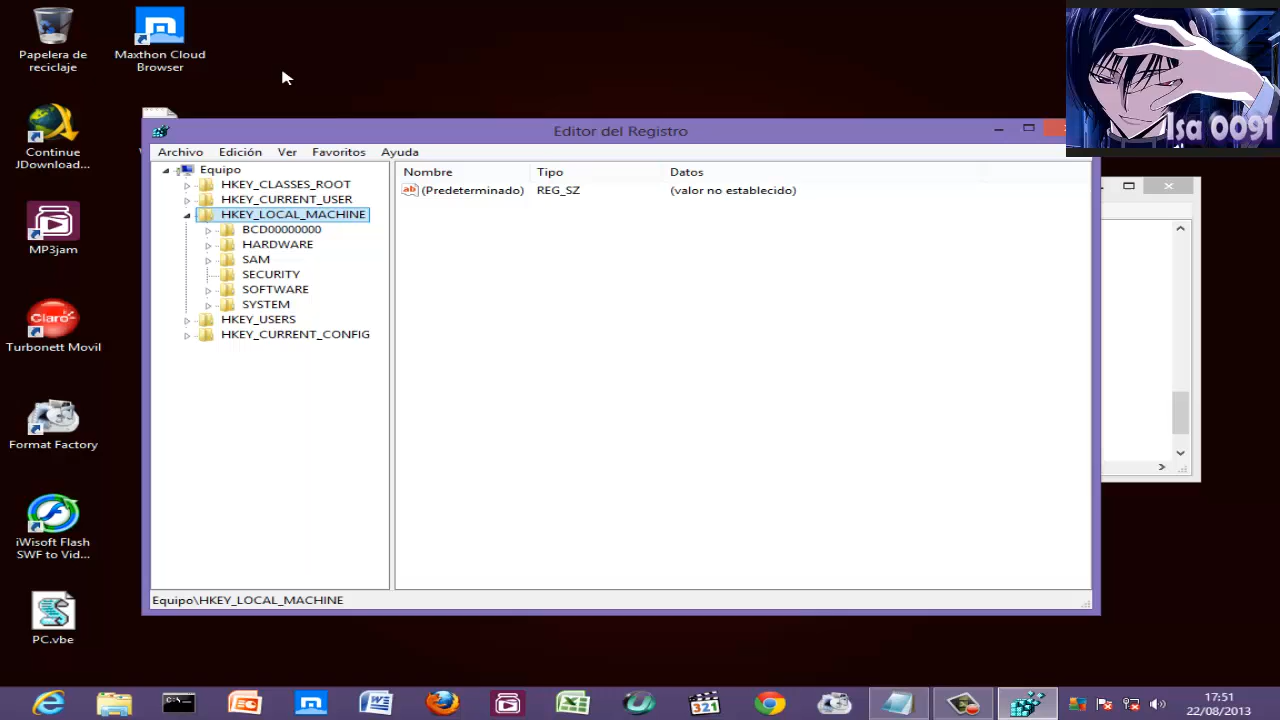 Papelera de
reciclaje
Maxthon Cloud
Browser
Continue
JDownload...
MP3jam
Claro
Turbonett Movil
Format Factory
iWisoft Flash
SWF to Vid...
PC.vbe
Isa 0091
Editor del Registro
Archivo Edición Ver Favoritos Ayuda
Equipo
HKEY_CLASSES_ROOT
HKEY_CURRENT_USER
HKEY_LOCAL_MACHINE
BCD00000000
HARDWARE
SAM
SECURITY
SOFTWARE
SYSTEM
HKEY_USERS
HKEY_CURRENT_CONFIG
Nombre Tipo Datos
ab (Predeterminado) REG_SZ (valor no establecido)
Equipo\HKEY_LOCAL_MACHINE
C:\.
321
17:51
22/08/2013